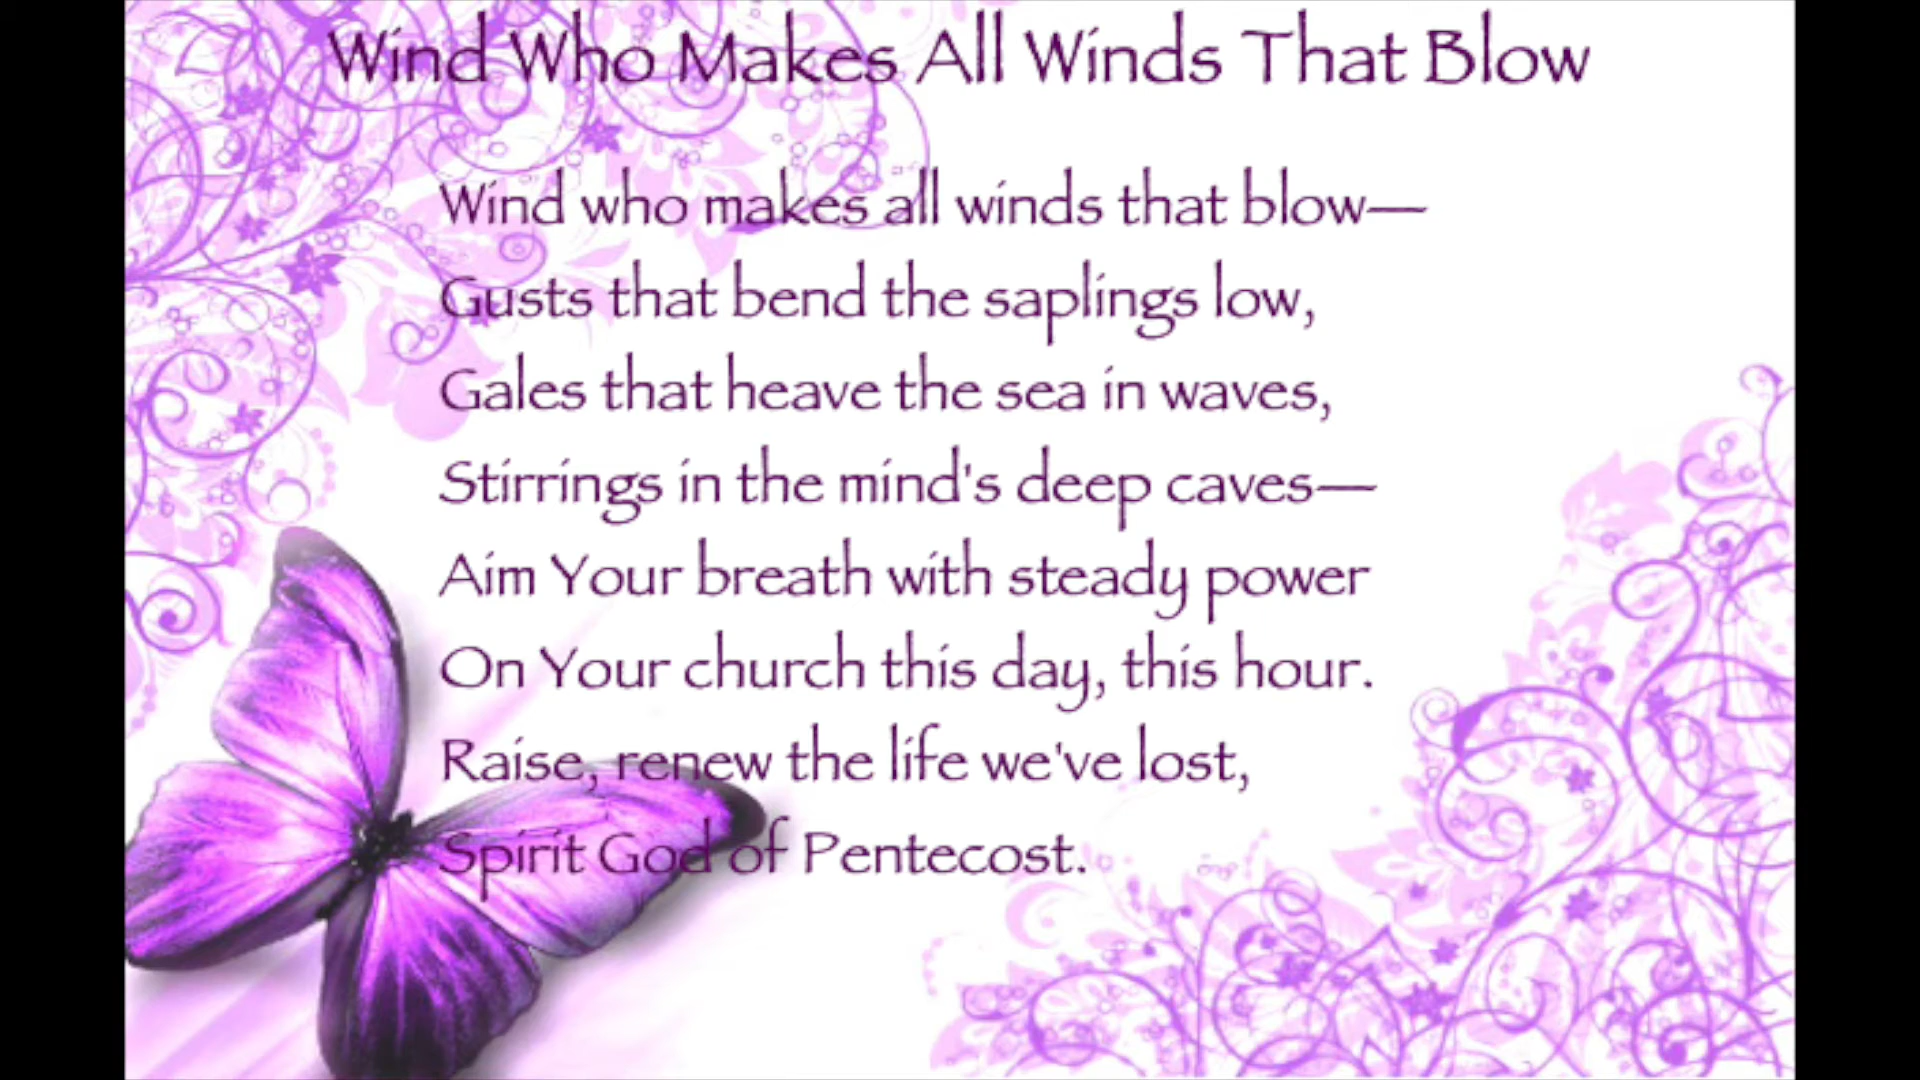 Wind Who Makes All Winds That Blow
Wind who makes all winds that blow—
Gusts that bend the saplings low,
Gales that heave the sea in waves,
Stirrings in the mind's deep caves—
Aim Your breath with steady power
On Your church this day, this hour.
Raise, renew the life we've lost,
Spirit God of Pentecost.